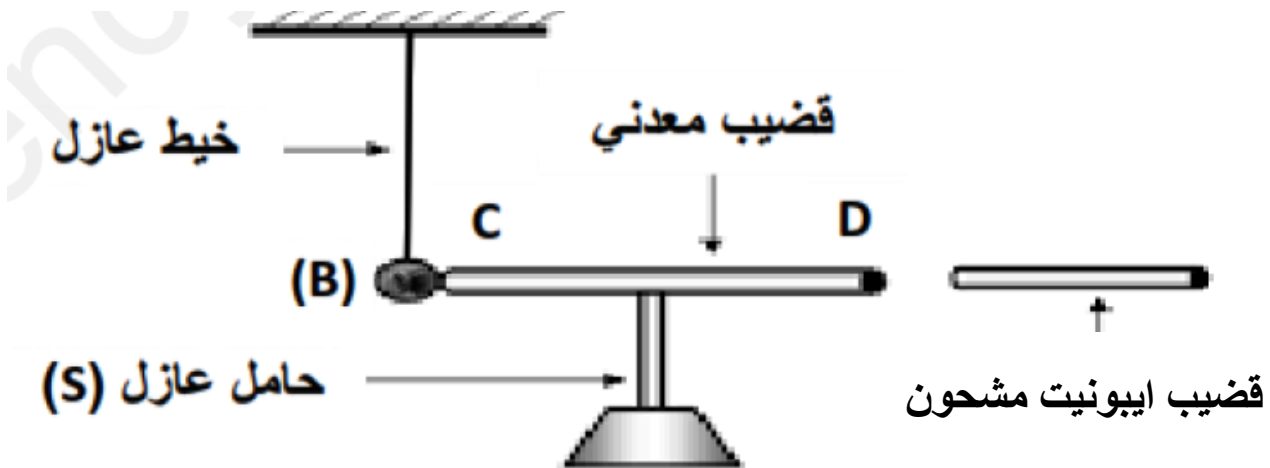 قضيب معدني
خيط عازل
C
D
(B)
حامل عازل (S)
قضيب ايبونيت مشحون